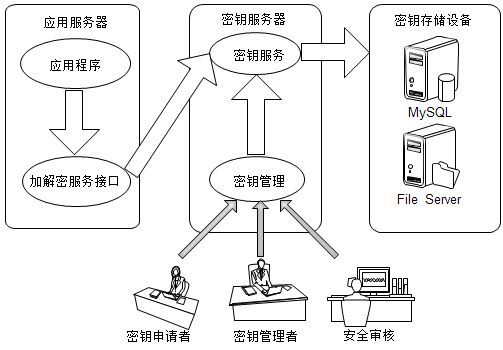 应用服务器
密钥服务器
密钥存储设备
应用程序
密钥服务
MySQL
加解密服务接口
密钥管理
File Server
密钥申请者
密钥管理者
安全审核